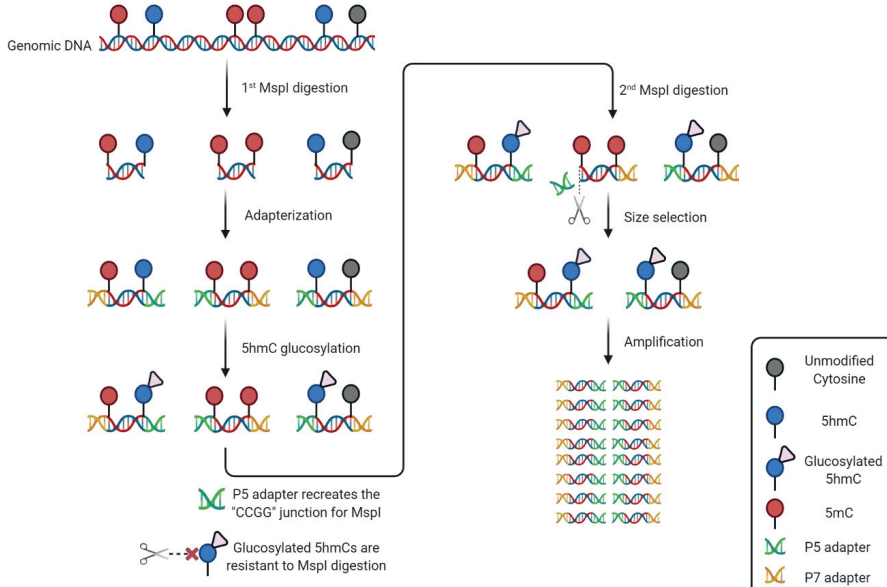 Genomic DNA
1st MspI digestion
Adapterization
5hmC glucosylation
P5 adapter recreates the
"CCGG" junction for MspI
Glucosylated 5hmCs are
resistant to MspI digestion
2nd MspI digestion
Size selection
Amplification
Unmodified
Cytosine
5hmC
Glucosylated
5hmC
5mC
P5 adapter
P7 adapter